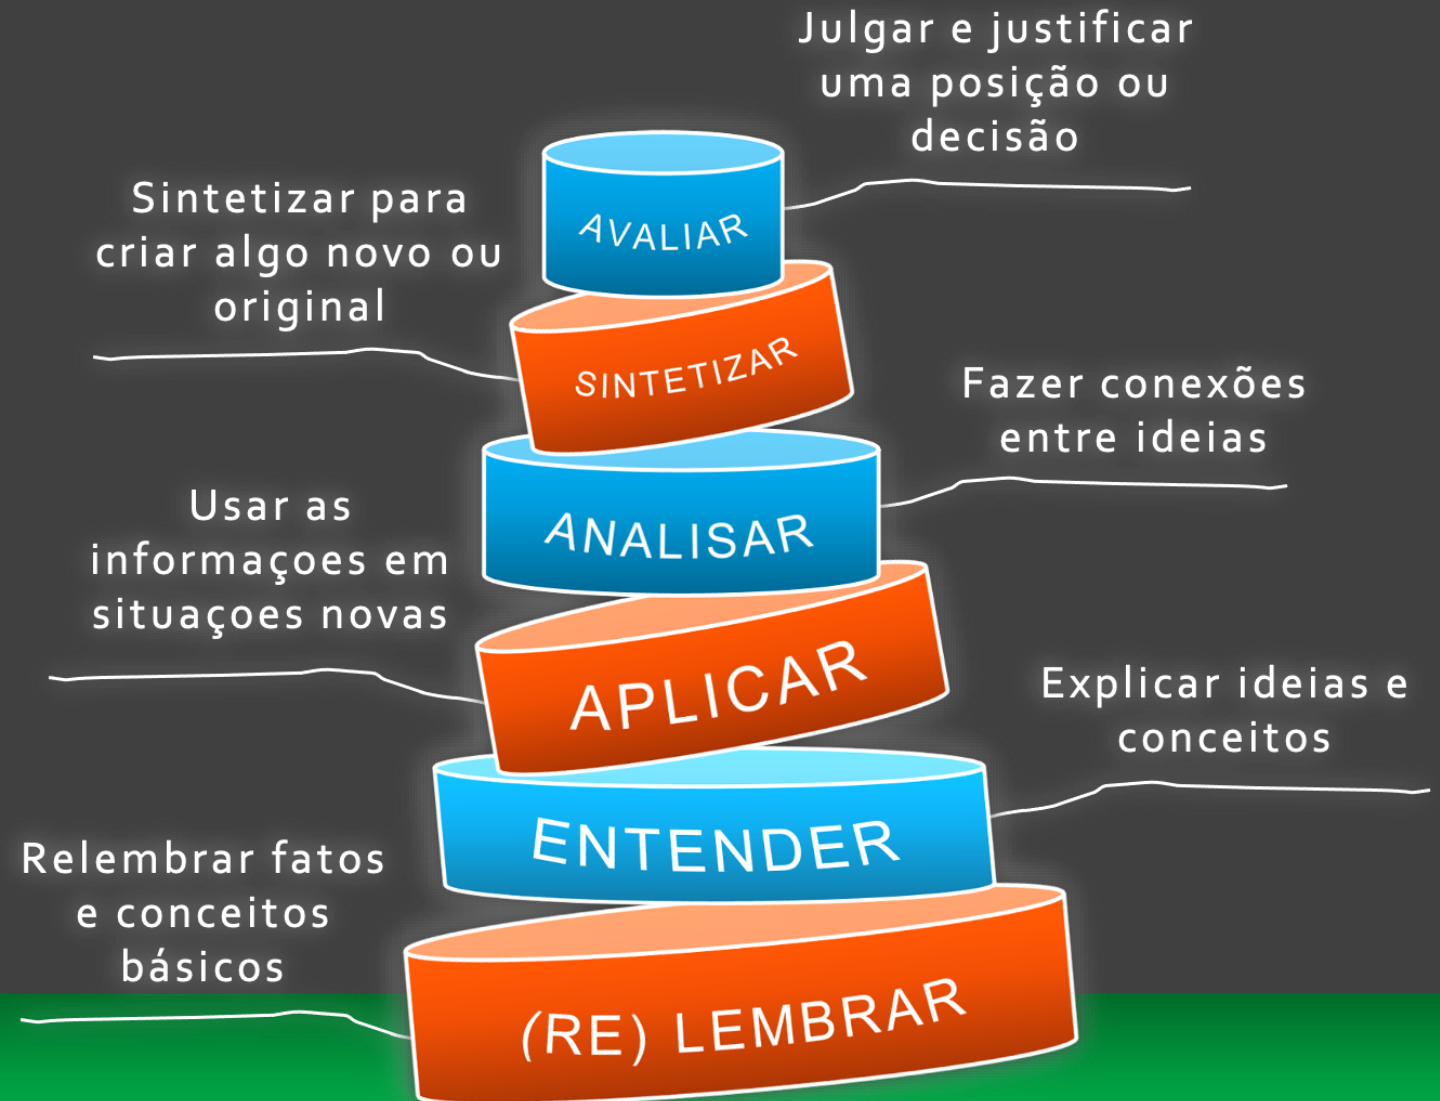 Julgar e justificar
uma posição ou
decisão
AVALIAR
Sintetizar para
criar algo novo ou
original
SINTETIZAR
Fazer conexões
entre ideias
ANALISAR
Usar as
informaçoes em
situaçoes novas
APLICAR
Explicar ideias e
conceitos
ENTENDER
Relembrar fatos
e conceitos
básicos
(RE) LEMBRAR